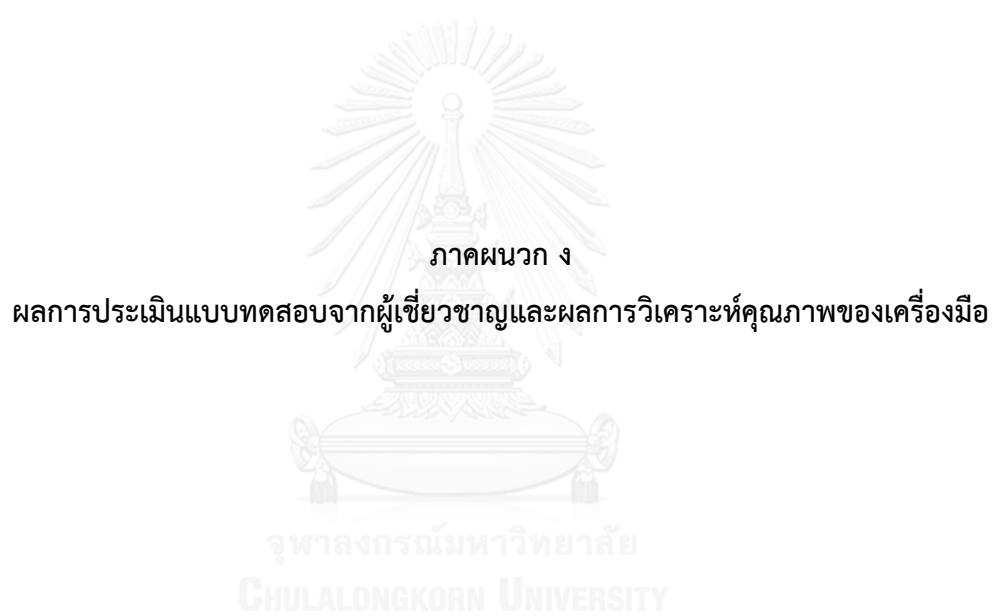 ภาคผนวก ง
ผลการประเมินแบบทดสอบจากผู้เชี่ยวชาญและผลการวิเคราะห์คุณภาพของเครื่องมือ
จุฬาลงกรณ์มหาวิทยาลัย
CHULALONGKORN UNIVERSITY